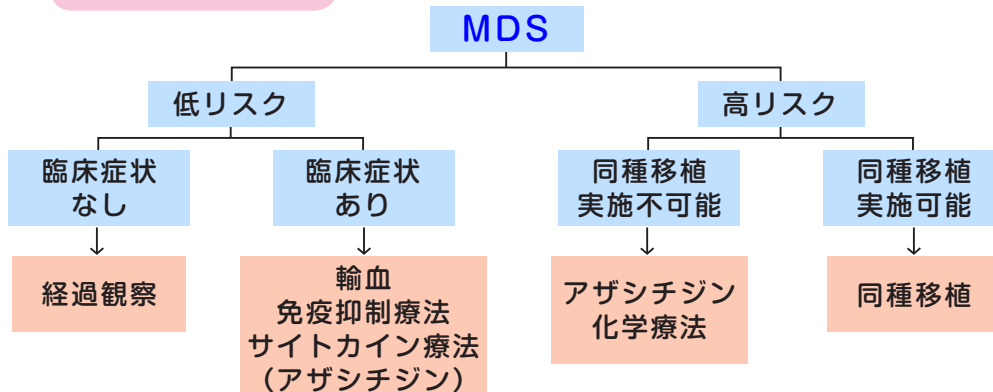 MDS
低リスク
高リスク
臨床症状
なし
臨床症状
あり
同種移植
実施不可能
同種移植
実施可能
経過観察
輸血
免疫抑制療法
サイトカイン療法
（アザシチジン）
アザシチジン
化学療法
同種移植